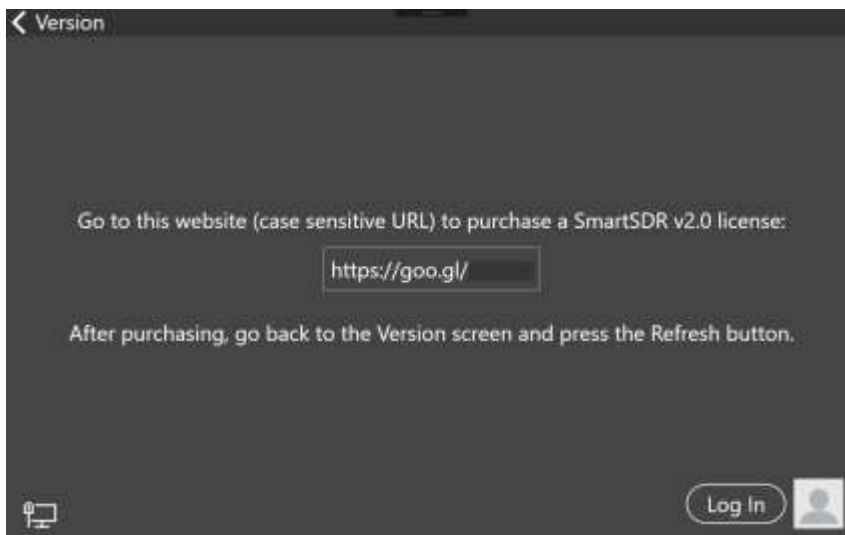 Version
Go to this website (case sensitive URL) to purchase a SmartSDR v2.0 license:
https://goo.gl/
After purchasing, go back to the Version screen and press the Refresh button.
Log In